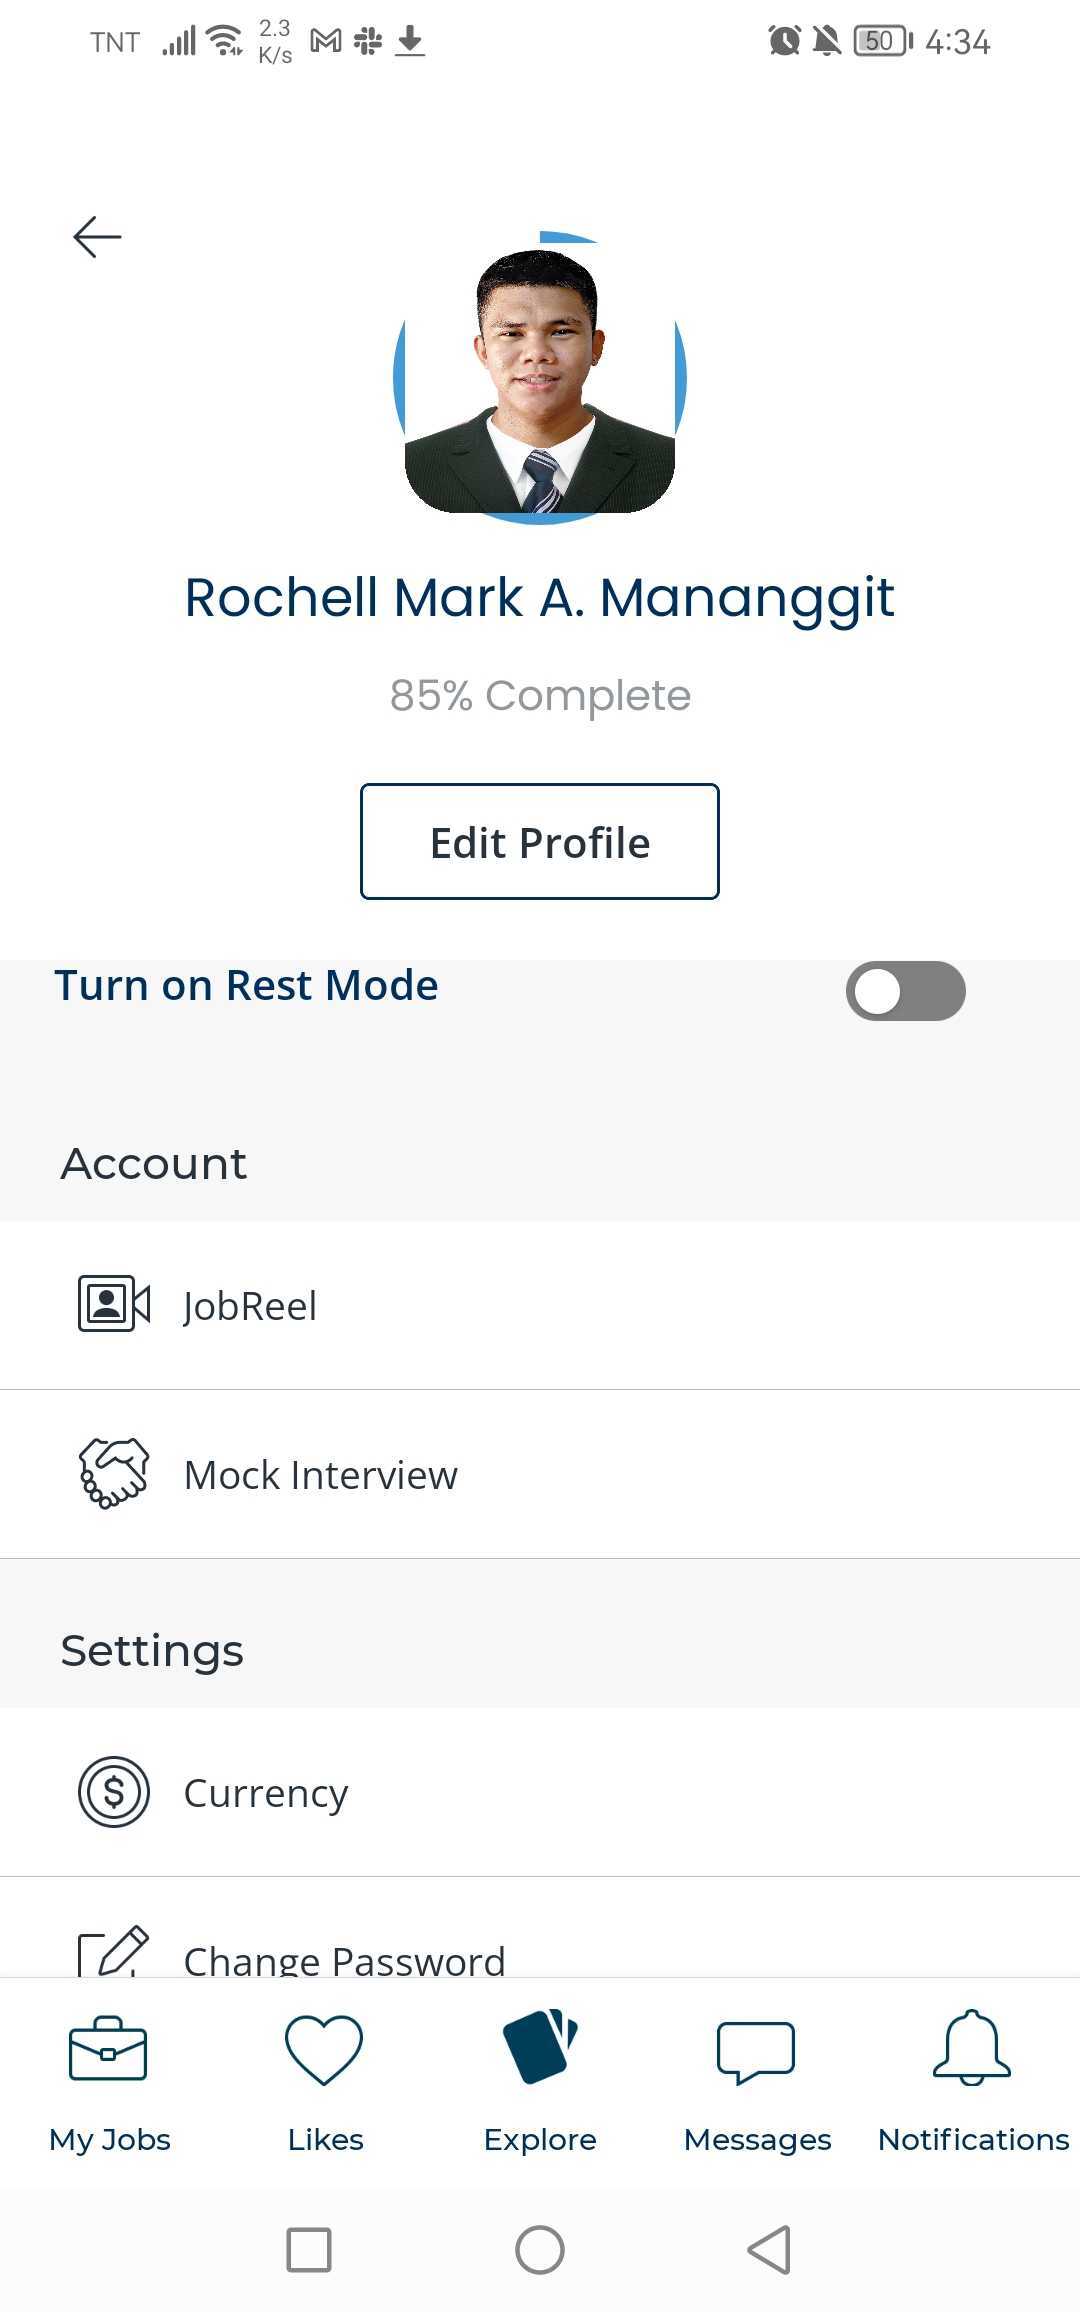 TNT 2.3 K/s 50 4:34
Rochell Mark A. Mananggit
85% Complete
Edit Profile
Turn on Rest Mode
Account
JobReel
Mock Interview
Settings
$ Currency
Change Password
My Jobs Likes Explore Messages Notifications